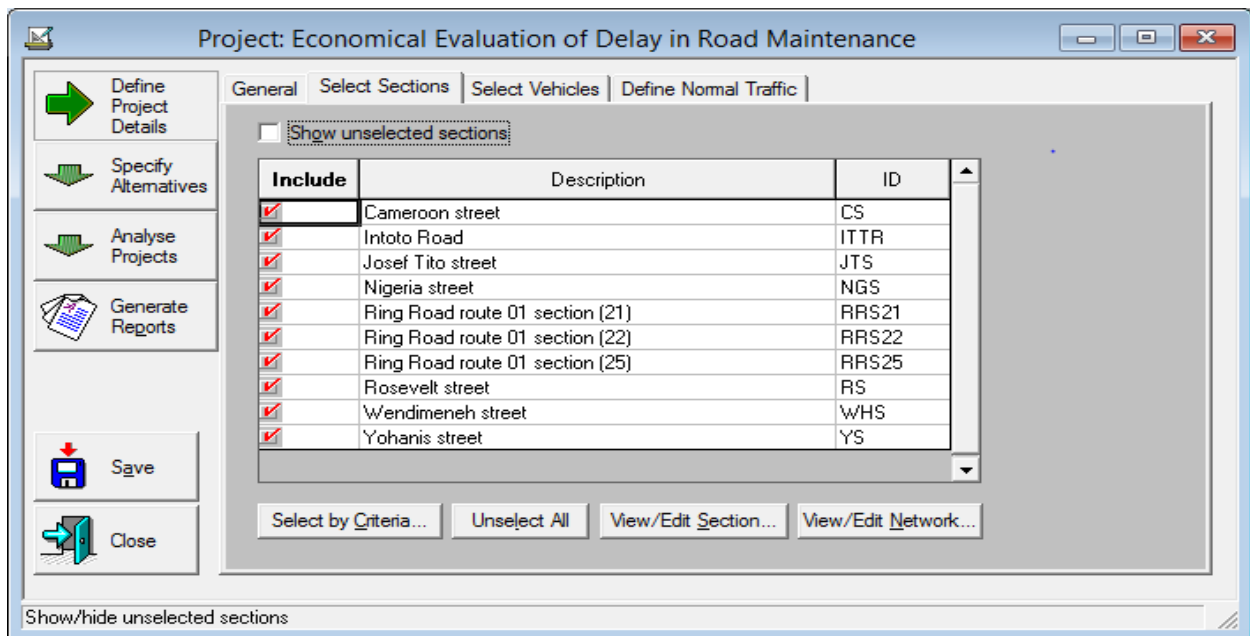 Project: Economical Evaluation of Delay in Road Maintenance
Define
Project
Details
Specify
Alternatives
Analyse
Projects
Generate
Reports
Save
Close
General Select Sections Select Vehicles Define Normal Traffic
Show unselected sections
Include Description ID
Cameroon street CS
Intoto Road ITTR
Josef Tito street JTS
Nigeria street NGS
Ring Road route 01 section (21) RRS21
Ring Road route 01 section (22) RRS22
Ring Road route 01 section (25) RRS25
Rosevelt street RS
Wendimeneh street WHS
Yohanis street YS
Select by Criteria... Unselect All View/Edit Section... View/Edit Network...
Show/hide unselected sections